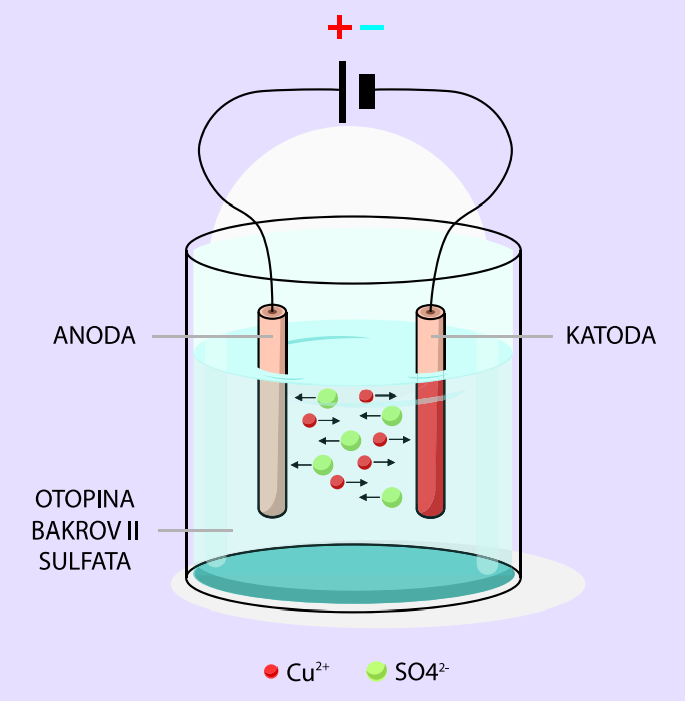 + −
ANODA
KATODA
OTOPINA
BAKROV II
SULFATA
Cu²⁺
SO4²⁻